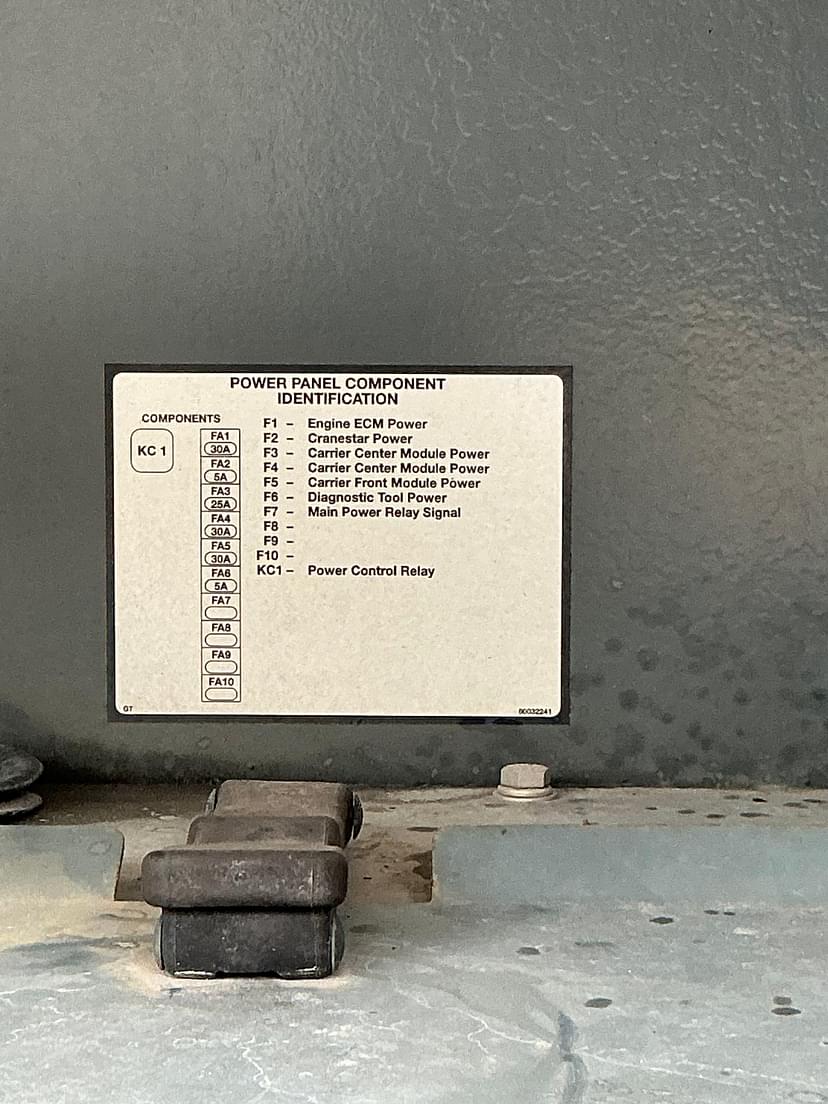 POWER PANEL COMPONENT
IDENTIFICATION
COMPONENTS
KC 1
FA1
30A
FA2
5A
FA3
25A
FA4
30A
FA5
30A
FA6
5A
FA7
FA8
FA9
FA10
F1 – Engine ECM Power
F2 – Cranestar Power
F3 – Carrier Center Module Power
F4 – Carrier Center Module Power
F5 – Carrier Front Module Power
F6 – Diagnostic Tool Power
F7 – Main Power Relay Signal
F8 –
F9 –
F10 –
KC1 – Power Control Relay
GT
80032241